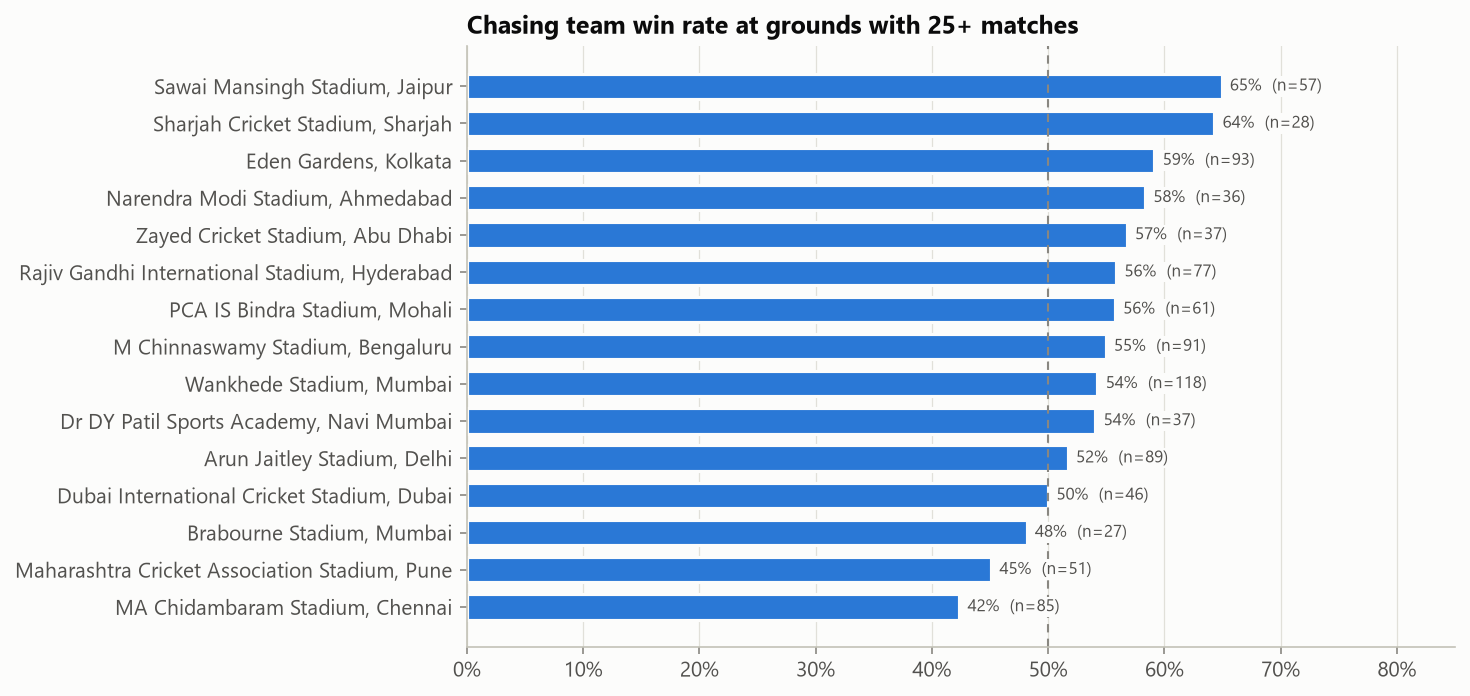 Chasing team win rate at grounds with 25+ matches
Sawai Mansingh Stadium, Jaipur 65% (n=57)
Sharjah Cricket Stadium, Sharjah 64% (n=28)
Eden Gardens, Kolkata 59% (n=93)
Narendra Modi Stadium, Ahmedabad 58% (n=36)
Zayed Cricket Stadium, Abu Dhabi 57% (n=37)
Rajiv Gandhi International Stadium, Hyderabad 56% (n=77)
PCA IS Bindra Stadium, Mohali 56% (n=61)
M Chinnaswamy Stadium, Bengaluru 55% (n=91)
Wankhede Stadium, Mumbai 54% (n=118)
Dr DY Patil Sports Academy, Navi Mumbai 54% (n=37)
Arun Jaitley Stadium, Delhi 52% (n=89)
Dubai International Cricket Stadium, Dubai 50% (n=46)
Brabourne Stadium, Mumbai 48% (n=27)
Maharashtra Cricket Association Stadium, Pune 45% (n=51)
MA Chidambaram Stadium, Chennai 42% (n=85)
0% 10% 20% 30% 40% 50% 60% 70% 80%